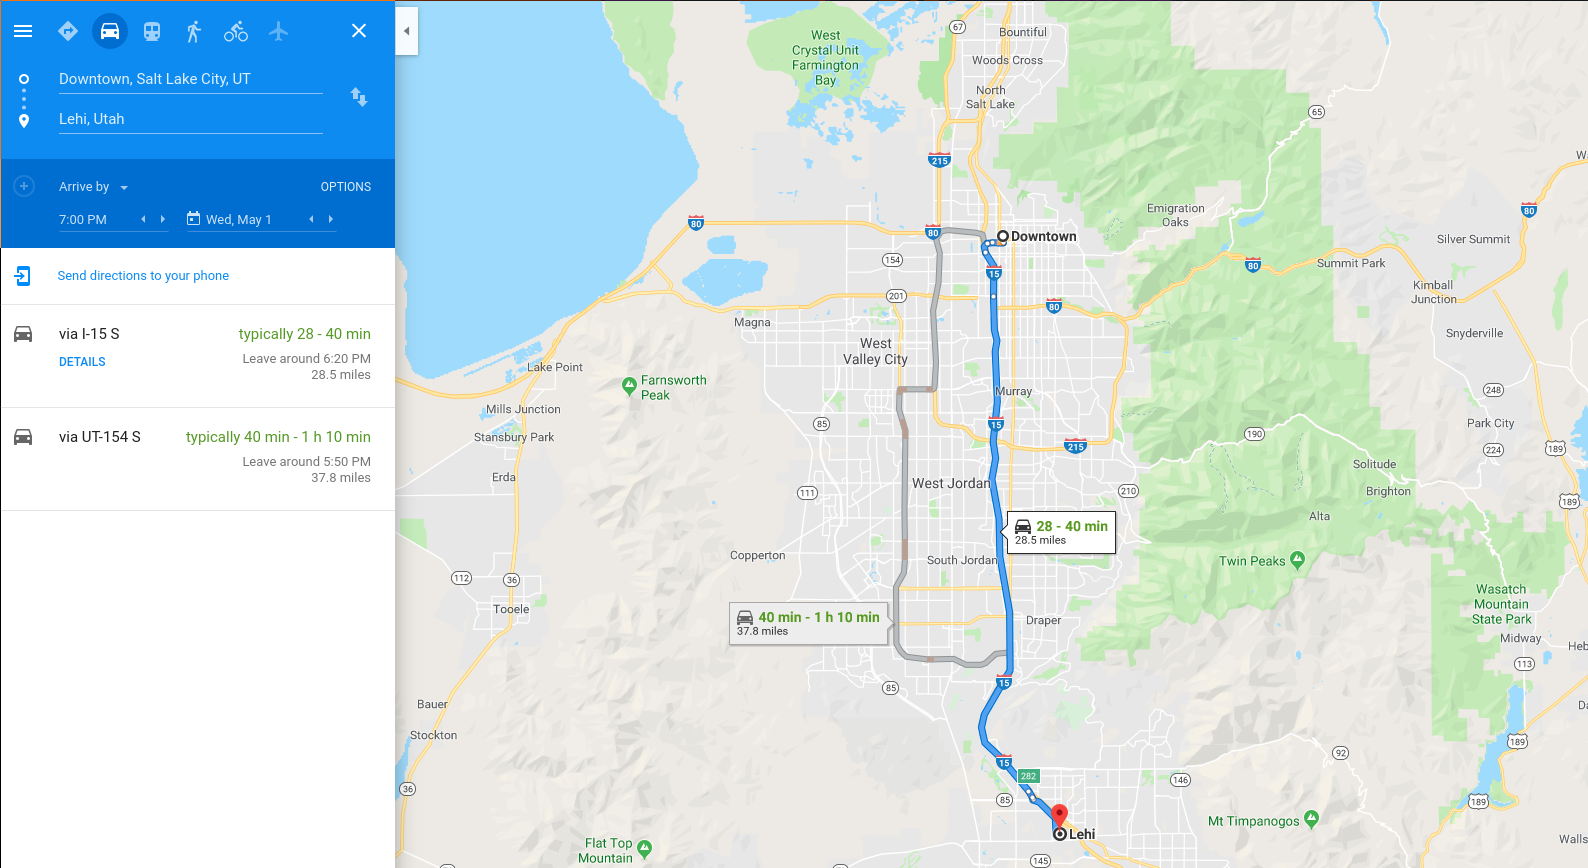 Downtown, Salt Lake City, UT
Lehi, Utah
Arrive by
OPTIONS
7:00 PM
Wed, May 1
Send directions to your phone
via I-15 S
typically 28 - 40 min
DETAILS
Leave around 6:20 PM
28.5 miles
via UT-154 S
typically 40 min - 1 h 10 min
Leave around 5:50 PM
37.8 miles
67
Bountiful
West
Crystal Unit
Farmington
Bay
Woods Cross
North
Salt Lake
65
215
Emigration
Oaks
80
80
80
Downtown
Silver Summit
154
15
80
Summit Park
201
80
Kimball
Junction
Magna
Snyderville
West
Valley City
Lake Point
Farnsworth
Peak
Murray
248
Mills Junction
85
15
Park City
Stansbury Park
215
190
224
189
Erda
West Jordan
Solitude
111
210
Brighton
189
Alta
28 - 40 min
28.5 miles
Copperton
South Jordan
Twin Peaks
112
36
Wasatch
Mountain
State Park
Tooele
40 min - 1 h 10 min
37.8 miles
Draper
Midway
Heb
113
85
15
Bauer
Da
Stockton
189
92
15
282
146
36
85
189
Mt Timpanogos
Lehi
Flat Top
Mountain
Walls
145